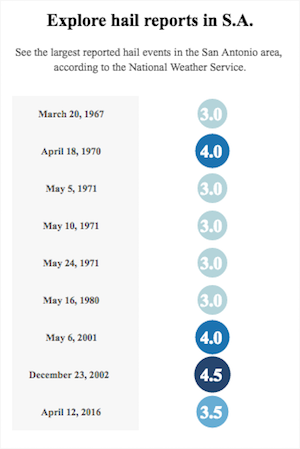 Explore hail reports in S.A.
See the largest reported hail events in the San Antonio area,
according to the National Weather Service.
March 20, 1967 3.0
April 18, 1970 4.0
May 5, 1971 3.0
May 10, 1971 3.0
May 24, 1971 3.0
May 16, 1980 3.0
May 6, 2001 4.0
December 23, 2002 4.5
April 12, 2016 3.5